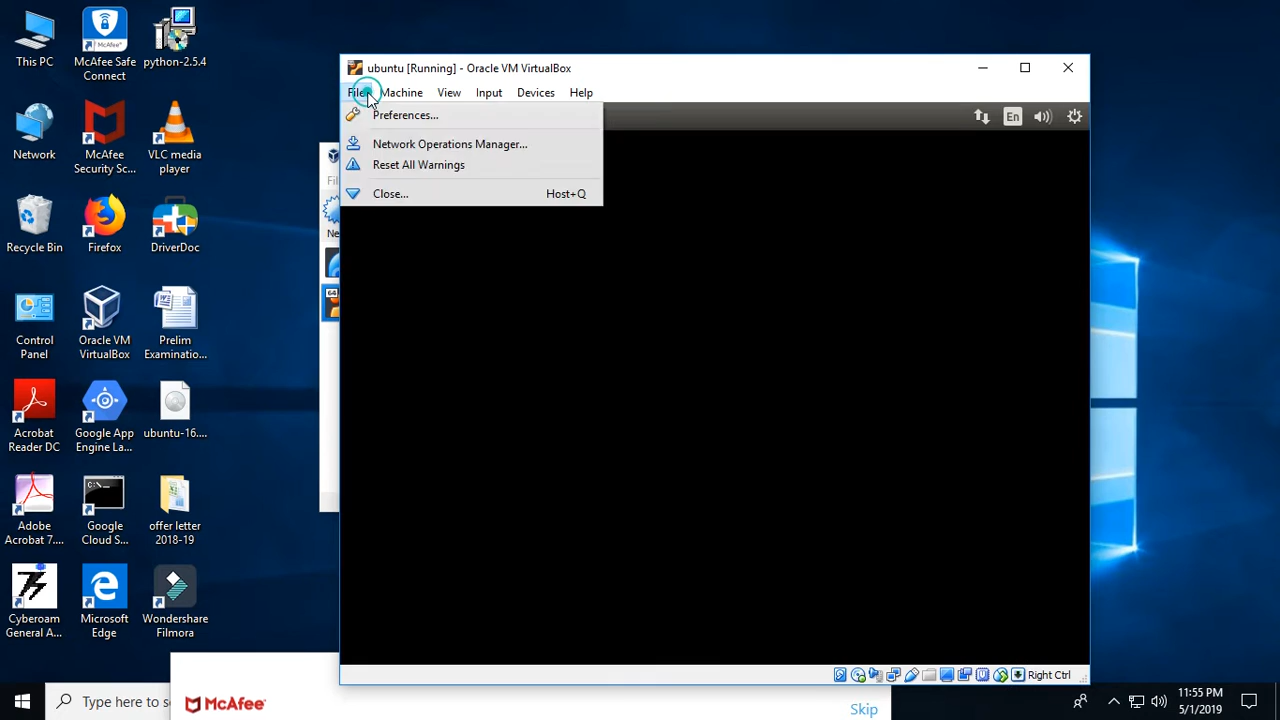 This PC
McAfee Safe
Connect
python-2.5.4
Network
McAfee
Security Sc...
VLC media
player
Recycle Bin
Firefox
DriverDoc
Control
Panel
Oracle VM
VirtualBox
Prelim
Examinatio...
Acrobat
Reader DC
Google App
Engine La...
ubuntu-16....
Adobe
Acrobat 7....
Google
Cloud S...
offer letter
2018-19
Cyberoam
General A...
Microsoft
Edge
Wondershare
Filmora
ubuntu [Running] - Oracle VM VirtualBox
File Machine View Input Devices Help
Preferences...
Network Operations Manager...
Reset All Warnings
Close... Host+Q
En
64
Right Ctrl
McAfee
Skip
Type here to s
11:55 PM
5/1/2019